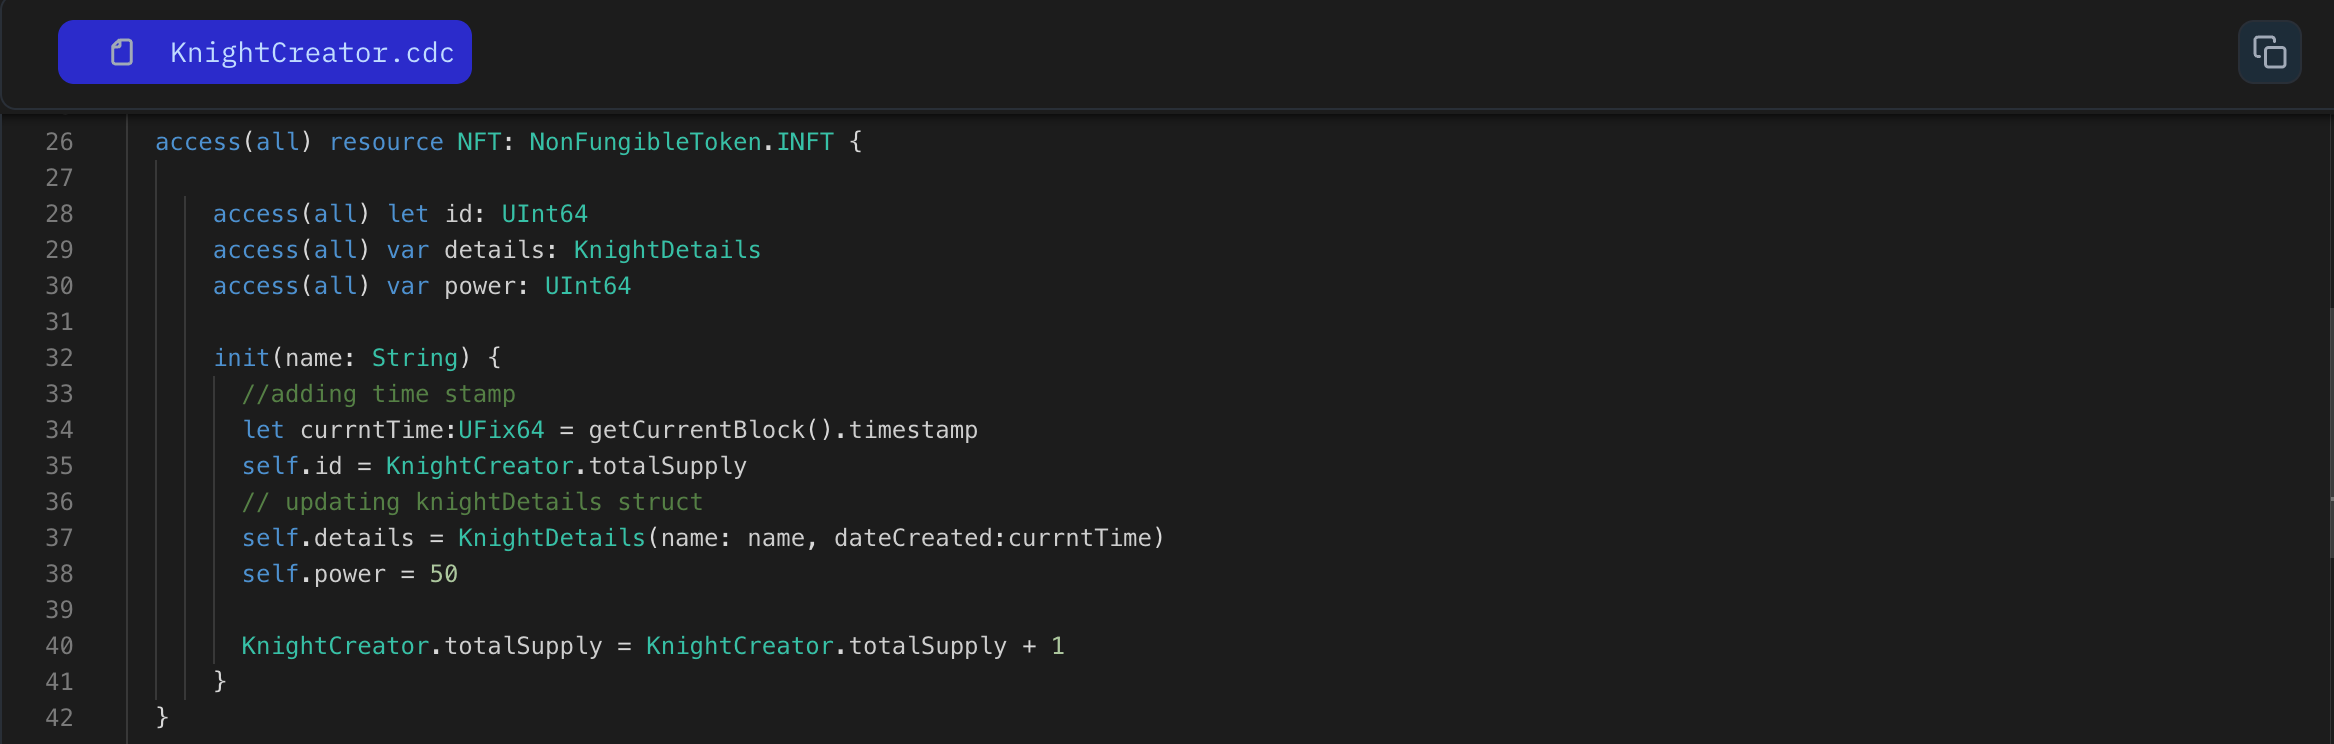 KnightCreator.cdc
26 access(all) resource NFT: NonFungibleToken.INFT {
27
28 access(all) let id: UInt64
29 access(all) var details: KnightDetails
30 access(all) var power: UInt64
31
32 init(name: String) {
33 //adding time stamp
34 let currntTime:UFix64 = getCurrentBlock().timestamp
35 self.id = KnightCreator.totalSupply
36 // updating knightDetails struct
37 self.details = KnightDetails(name: name, dateCreated:currntTime)
38 self.power = 50
39
40 KnightCreator.totalSupply = KnightCreator.totalSupply + 1
41 }
42 }